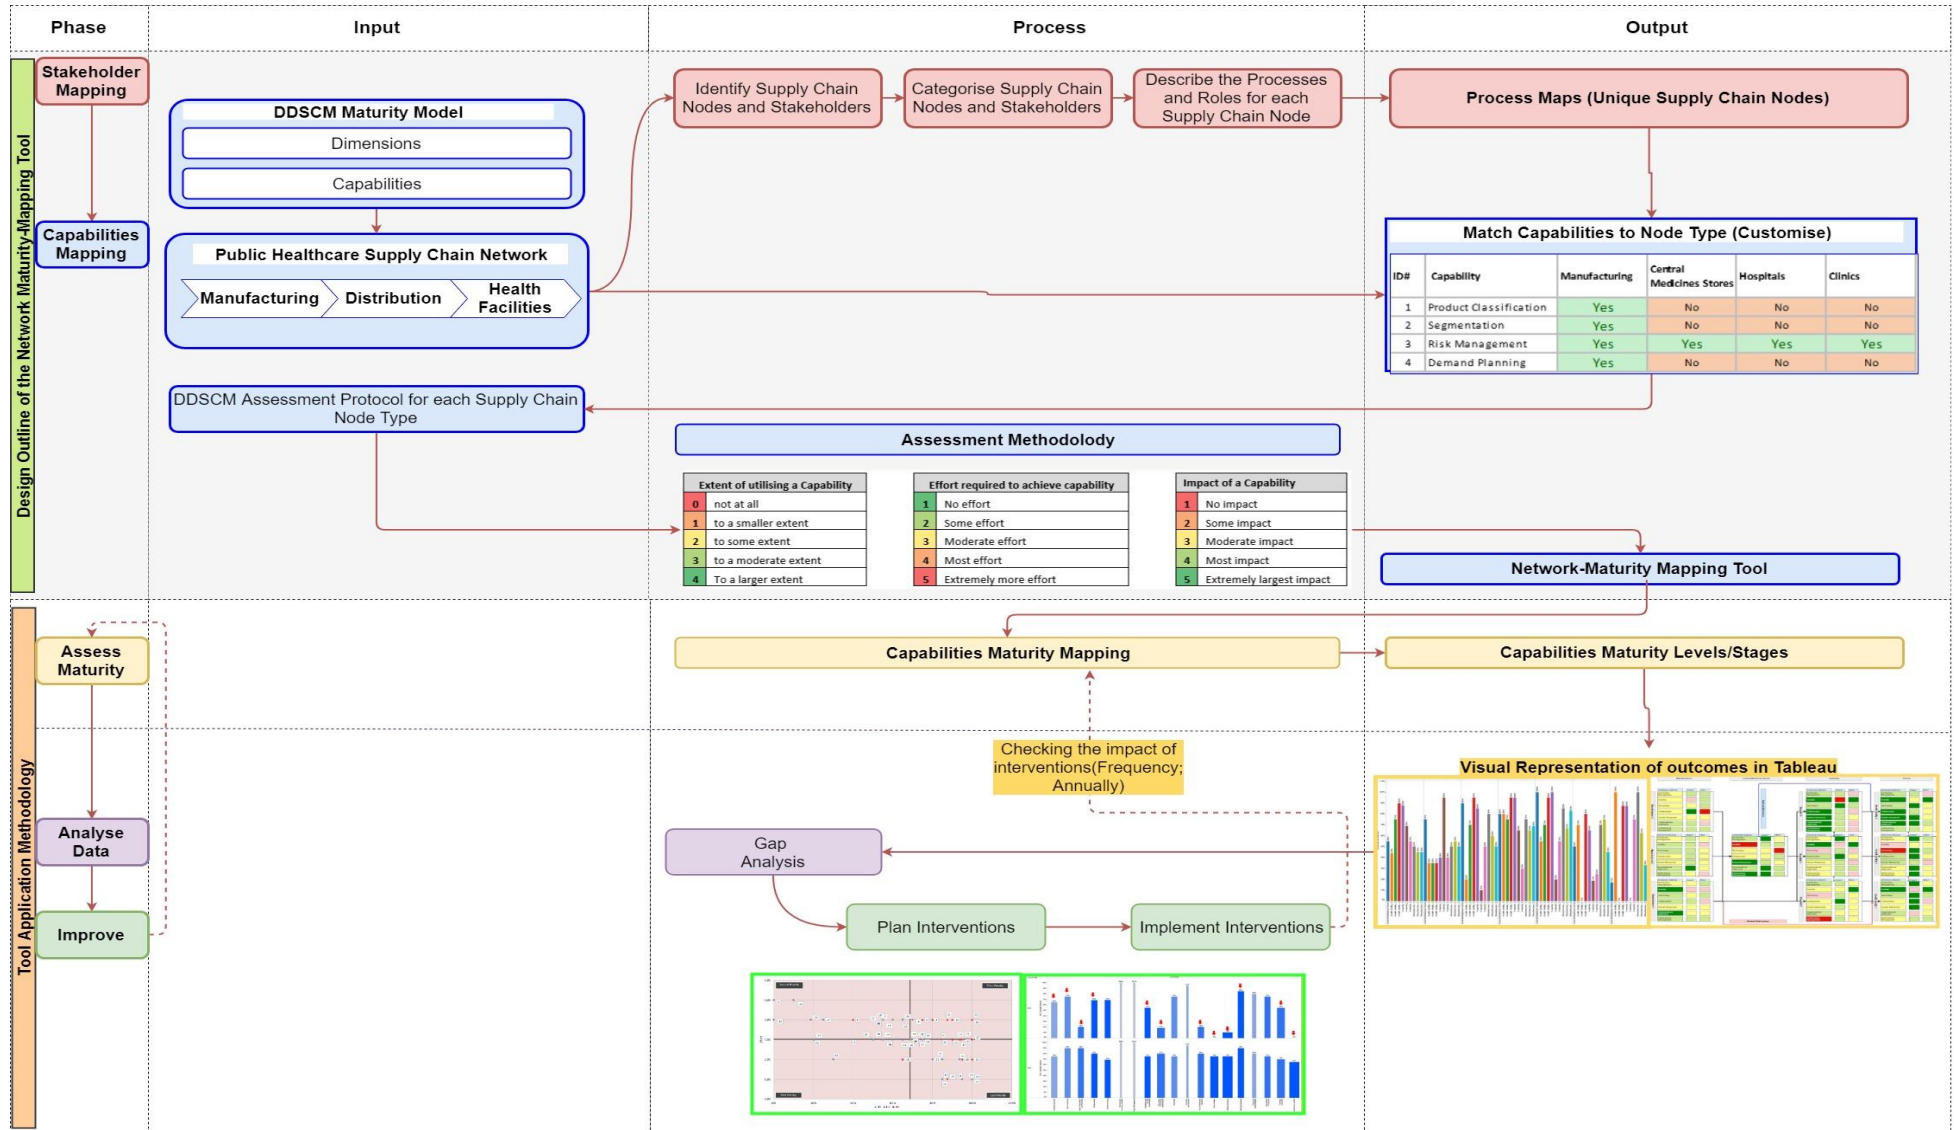 Phase
Input
Process
Output
Design Outline of the Network Maturity-Mapping Tool
Stakeholder
Mapping
Capabilities
Mapping
DDSCM Maturity Model
Dimensions
Capabilities
Public Healthcare Supply Chain Network
Manufacturing
Distribution
Health
Facilities
DDSCM Assessment Protocol for each Supply Chain
Node Type
Identify Supply Chain
Nodes and Stakeholders
Categorise Supply Chain
Nodes and Stakeholders
Describe the Processes
and Roles for each
Supply Chain Node
Process Maps (Unique Supply Chain Nodes)
Match Capabilities to Node Type (Customise)
ID# Capability Manufacturing Central Medicines Stores Hospitals Clinics
1 Product Classification Yes No No No
2 Segmentation Yes No No No
3 Risk Management Yes Yes Yes Yes
4 Demand Planning Yes No No No
Assessment Methodolody
Extent of utilising a Capability
0 not at all
1 to a smaller extent
2 to some extent
3 to a moderate extent
4 To a larger extent
Effort required to achieve capability
1 No effort
2 Some effort
3 Moderate effort
4 Most effort
5 Extremely more effort
Impact of a Capability
1 No impact
2 Some impact
3 Moderate impact
4 Most impact
5 Extremely largest impact
Network-Maturity Mapping Tool
Tool Application Methodology
Assess
Maturity
Analyse
Data
Improve
Capabilities Maturity Mapping
Capabilities Maturity Levels/Stages
Checking the impact of
interventions(Frequency;
Annually)
Visual Representation of outcomes in Tableau
Gap
Analysis
Plan Interventions
Implement Interventions